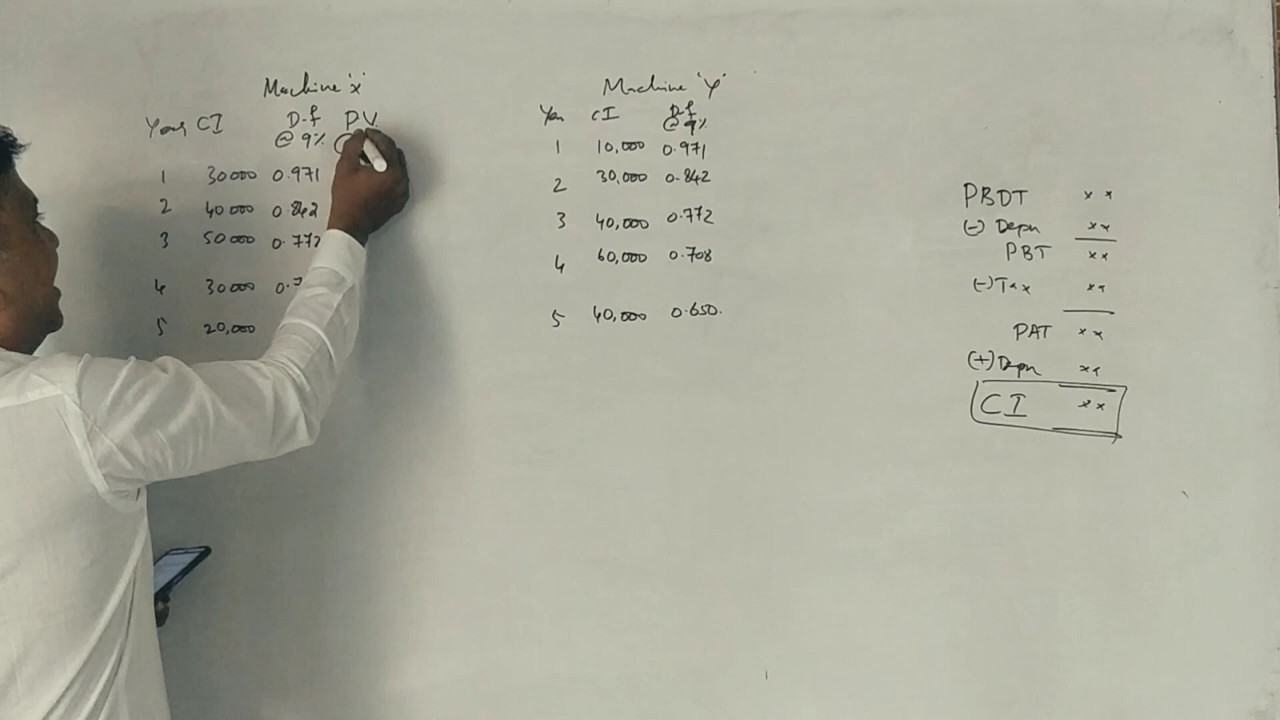 Machine 'x'
Year CI D.f P.V.
@ 9%
1 30000 0.971
2 40000 0.842
3 50000 0.772
4 30000 0.7
5 20,000
Machine 'y'
Year CI D.f
@ 9%
1 10,000 0.971
2 30,000 0.842
3 40,000 0.772
4 60,000 0.708
5 40,000 0.650.
PBDT xx
(-) Depn xx
PBT xx
(-) Tax xx
PAT xx
(+) Depn xx
CI xx